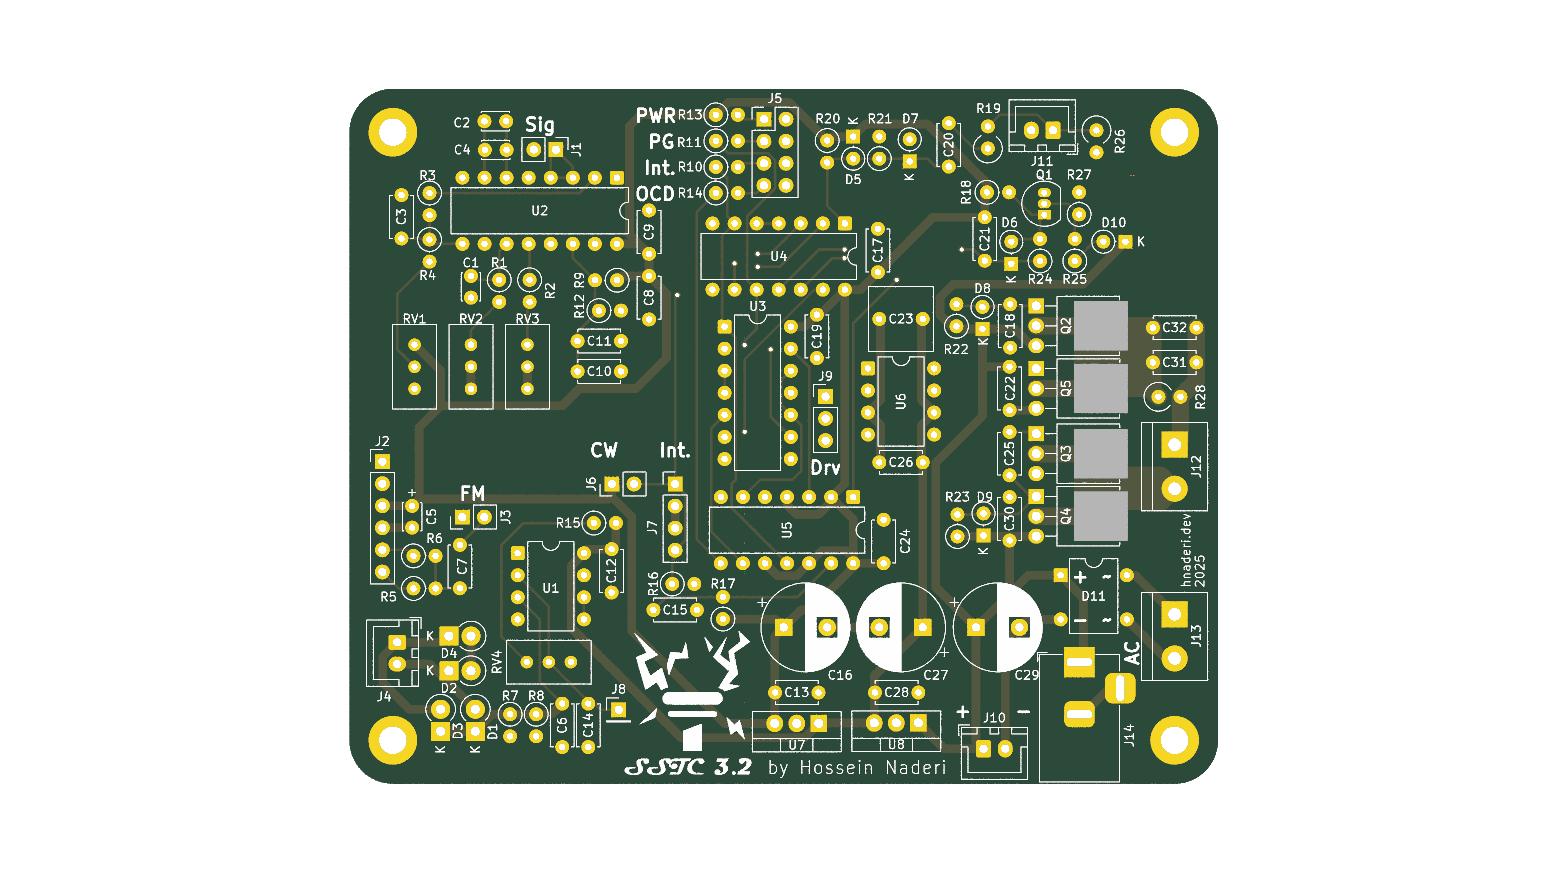 J5
PWR R13
PG R11
Int. R10
OCD R14
C2
C4
Sig
J1
R20
K
R21
D7
D5
K
C20
R19
J11
R26
R3
C3
U2
R4
C9
U4
C17
R18
Q1
R27
C21
D6
K
D10
K
R24
R25
C1
R1
R2
R9
R12
C8
RV1
RV2
RV3
C11
C10
U3
C19
C23
D8
R22
K
C18
Q2
C32
C31
J9
U6
C22
Q5
R28
J2
CW
Int.
Drv
C26
C25
Q3
J12
J6
FM
+
C5
J3
R15
J7
U5
C24
R23
D9
K
C30
Q4
hnaderi.dev
2025
R6
C7
R5
U1
C12
R16
C15
R17
+
C16
+
C27
+
C29
+ ~
D11
− ~
J13
AC
K
D4
K
D2
J4
RV4
R7
R8
D3
D1
K
K
C6
C14
J8
C13
C28
U7
U8
+ J10 −
J14
SSTC 3.2 by Hossein Naderi